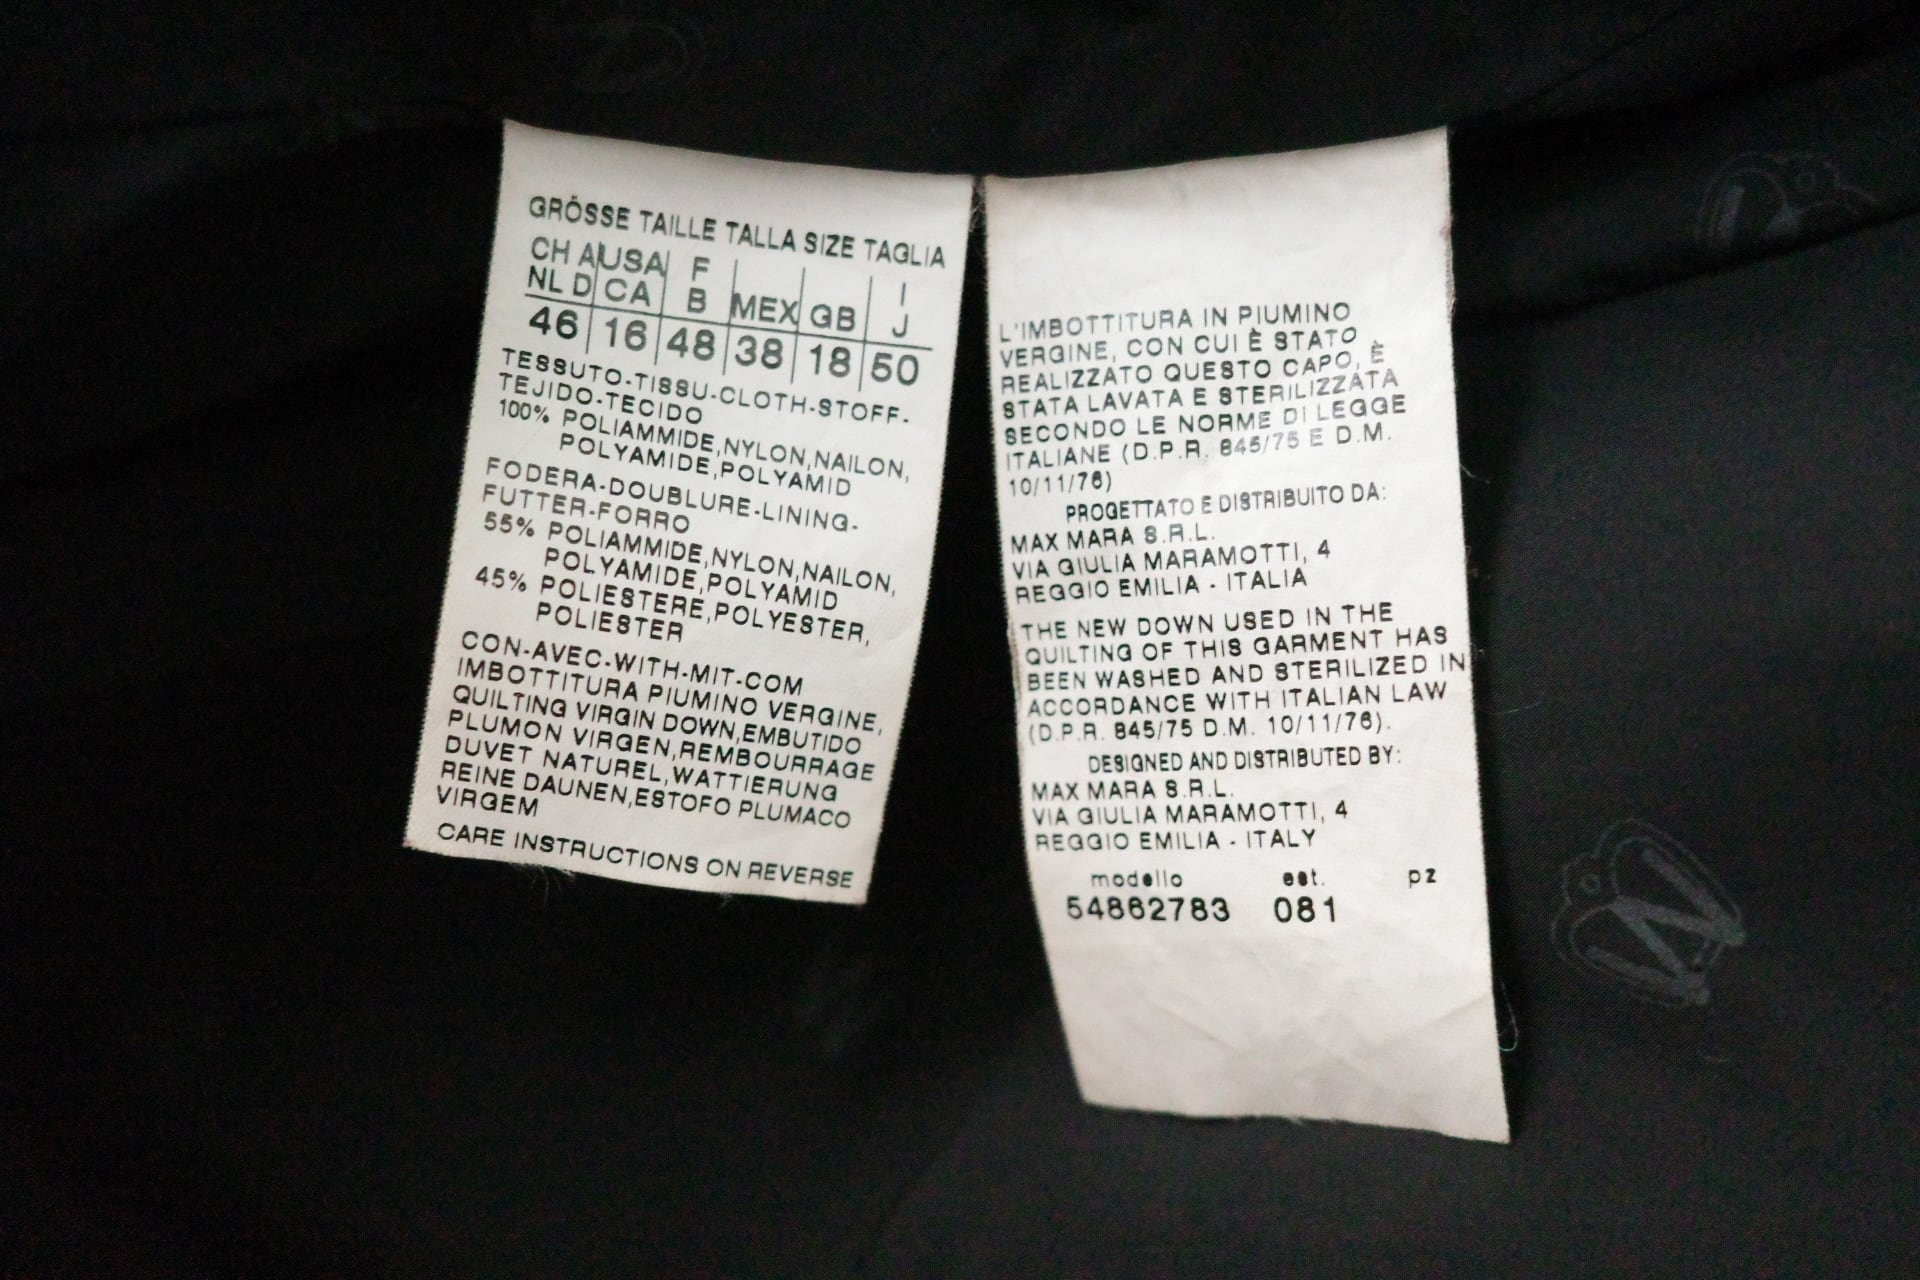 GRÖSSE TAILLE TALLA SIZE TAGLIA
CH A USA F I
NL D CA B MEX GB J
46 16 48 38 18 50
TESSUTO-TISSU-CLOTH-STOFF-
TEJIDO-TECIDO
100% POLIAMMIDE,NYLON,NAILON,
POLYAMIDE,POLYAMID
FODERA-DOUBLURE-LINING-
FUTTER-FORRO
55% POLIAMMIDE,NYLON,NAILON,
POLYAMIDE,POLYAMID
45% POLIESTERE,POLYESTER,
POLIESTER
CON-AVEC-WITH-MIT-COM
IMBOTTITURA PIUMINO VERGINE,
QUILTING VIRGIN DOWN,EMBUTIDO
PLUMON VIRGEN,REMBOURRAGE
DUVET NATUREL,WATTIERUNG
REINE DAUNEN,ESTOFO PLUMACO
VIRGEM
CARE INSTRUCTIONS ON REVERSE
L'IMBOTTITURA IN PIUMINO
VERGINE, CON CUI È STATO
REALIZZATO QUESTO CAPO, È
STATA LAVATA E STERILIZZATA
SECONDO LE NORME DI LEGGE
ITALIANE (D.P.R. 845/75 E D.M.
10/11/76)
PROGETTATO E DISTRIBUITO DA:
MAX MARA S.R.L.
VIA GIULIA MARAMOTTI, 4
REGGIO EMILIA - ITALIA
THE NEW DOWN USED IN THE
QUILTING OF THIS GARMENT HAS
BEEN WASHED AND STERILIZED IN
ACCORDANCE WITH ITALIAN LAW
(D.P.R. 845/75 D.M. 10/11/76).
DESIGNED AND DISTRIBUTED BY:
MAX MARA S.R.L.
VIA GIULIA MARAMOTTI, 4
REGGIO EMILIA - ITALY
modello est. pz
54862783 081